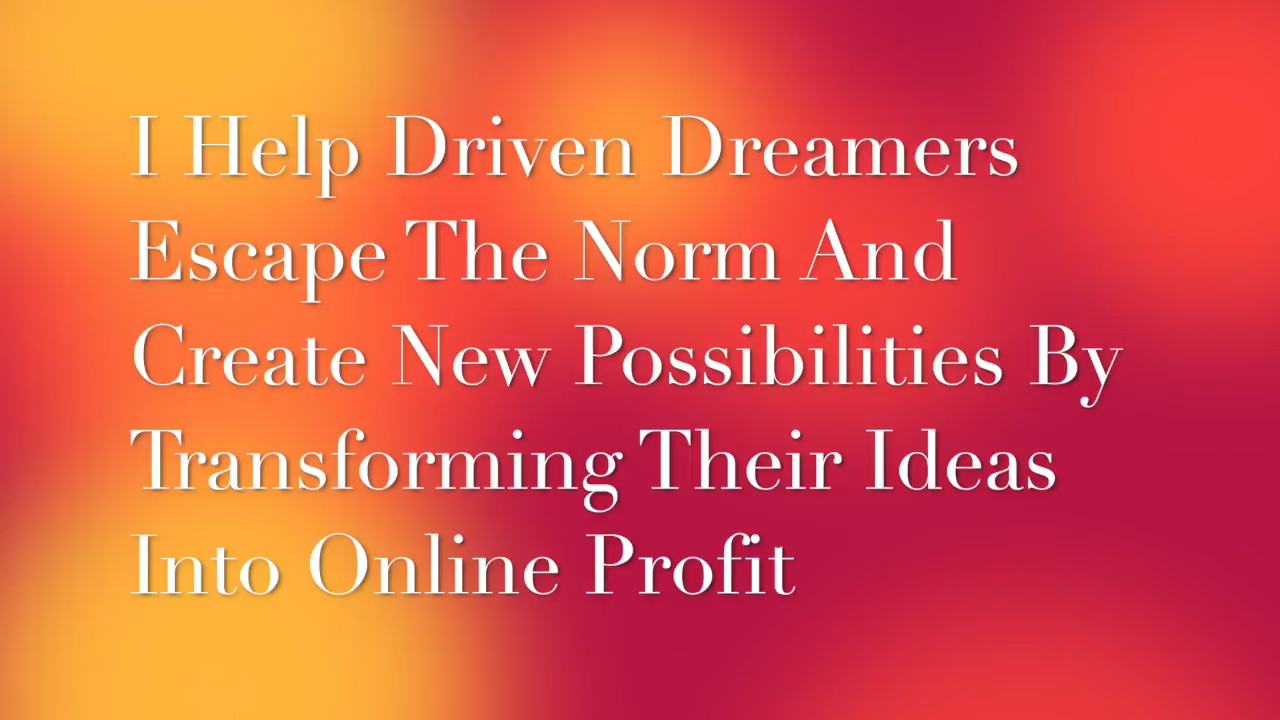 I Help Driven Dreamers
Escape The Norm And
Create New Possibilities By
Transforming Their Ideas
Into Online Profit